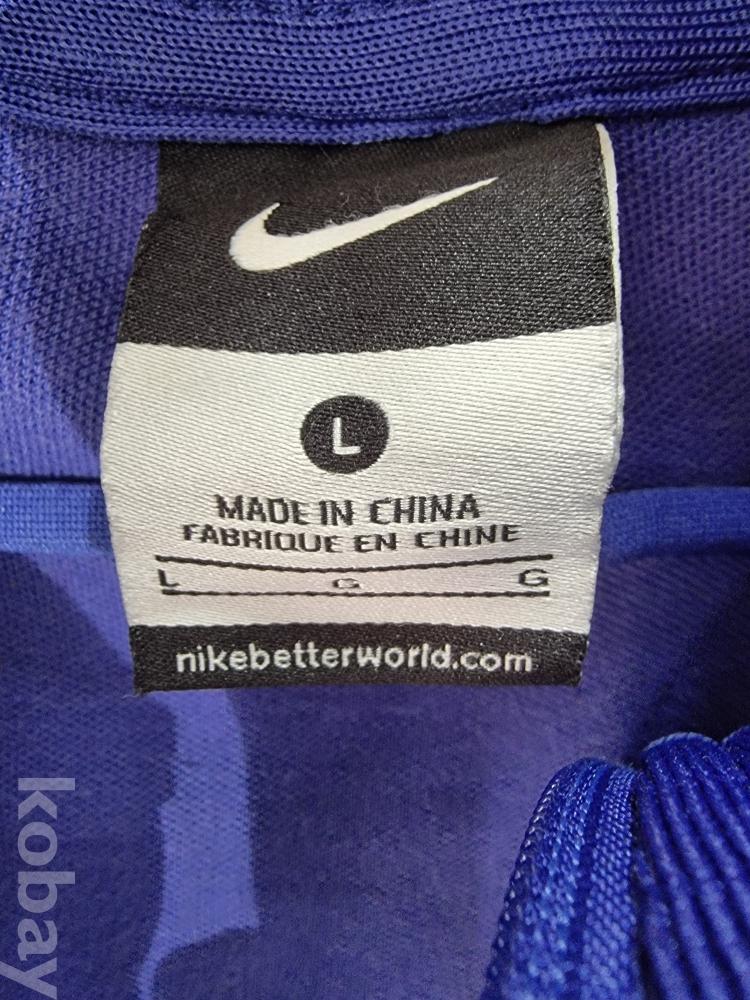 L
MADE IN CHINA
FABRIQUE EN CHINE
L G G
nikebetterworld.com
kobay